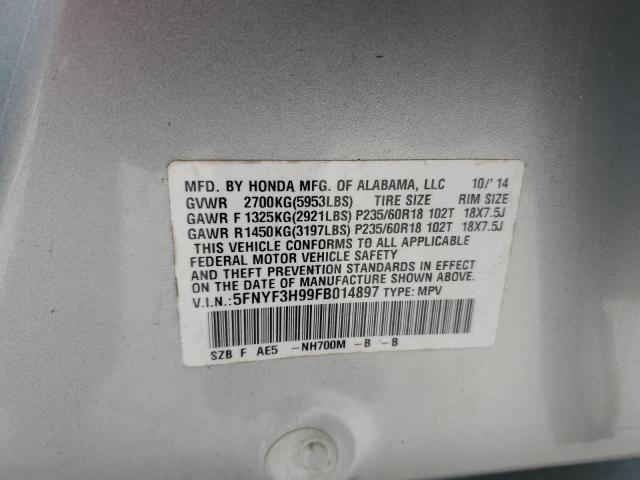 MFD. BY HONDA MFG. OF ALABAMA, LLC 10/'14
GVWR 2700KG(5953LBS) TIRE SIZE RIM SIZE
GAWR F 1325KG(2921LBS) P235/60R18 102T 18X7.5J
GAWR R 1450KG(3197LBS) P235/60R18 102T 18X7.5J
THIS VEHICLE CONFORMS TO ALL APPLICABLE
FEDERAL MOTOR VEHICLE SAFETY
AND THEFT PREVENTION STANDARDS IN EFFECT
ON THE DATE OF MANUFACTURE SHOWN ABOVE.
V.I.N.:5FNYF3H99FB014897 TYPE: MPV
SZB F AE5 -NH700M -B -B